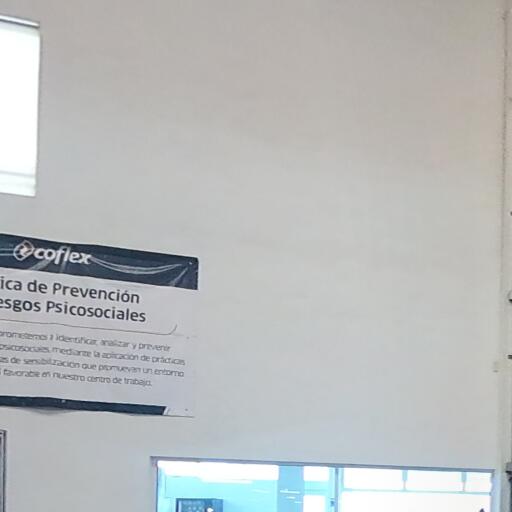 coflex
ica de Prevención
esgos Psicosociales
prometemos a identificar, analizar y prevenir
psicosociales, mediante la aplicación de prácticas
as de sensibilización que promuevan un entorno
favorable en nuestro centro de trabajo.